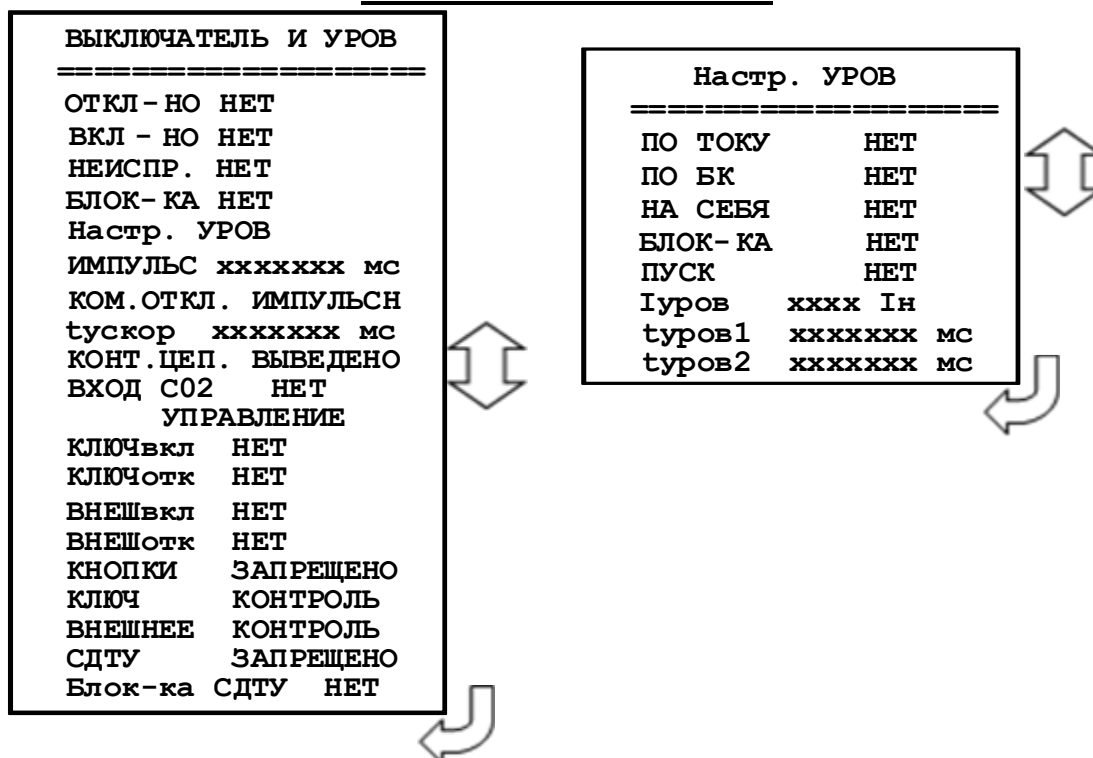 ВЫКЛЮЧАТЕЛЬ И УРОВ
====================
ОТКЛ-НО НЕТ
ВКЛ - НО НЕТ
НЕИСПР. НЕТ
БЛОК-КА НЕТ
Настр. УРОВ
ИМПУЛЬС xxxxxxx мс
КОМ.ОТКЛ. ИМПУЛЬСН
tускор xxxxxxx мс
КОНТ.ЦЕП. ВЫВЕДЕНО
ВХОД С02 НЕТ
УПРАВЛЕНИЕ
КЛЮЧвкл НЕТ
КЛЮЧотк НЕТ
ВНЕШвкл НЕТ
ВНЕШотк НЕТ
КНОПКИ ЗАПРЕЩЕНО
КЛЮЧ КОНТРОЛЬ
ВНЕШНЕЕ КОНТРОЛЬ
СДТУ ЗАПРЕЩЕНО
Блок-ка СДТУ НЕТ
Настр. УРОВ
====================
ПО ТОКУ НЕТ
ПО БК НЕТ
НА СЕБЯ НЕТ
БЛОК-КА НЕТ
ПУСК НЕТ
Iуров xxxx Iн
tуров1 xxxxxxx мс
tуров2 xxxxxxx мс